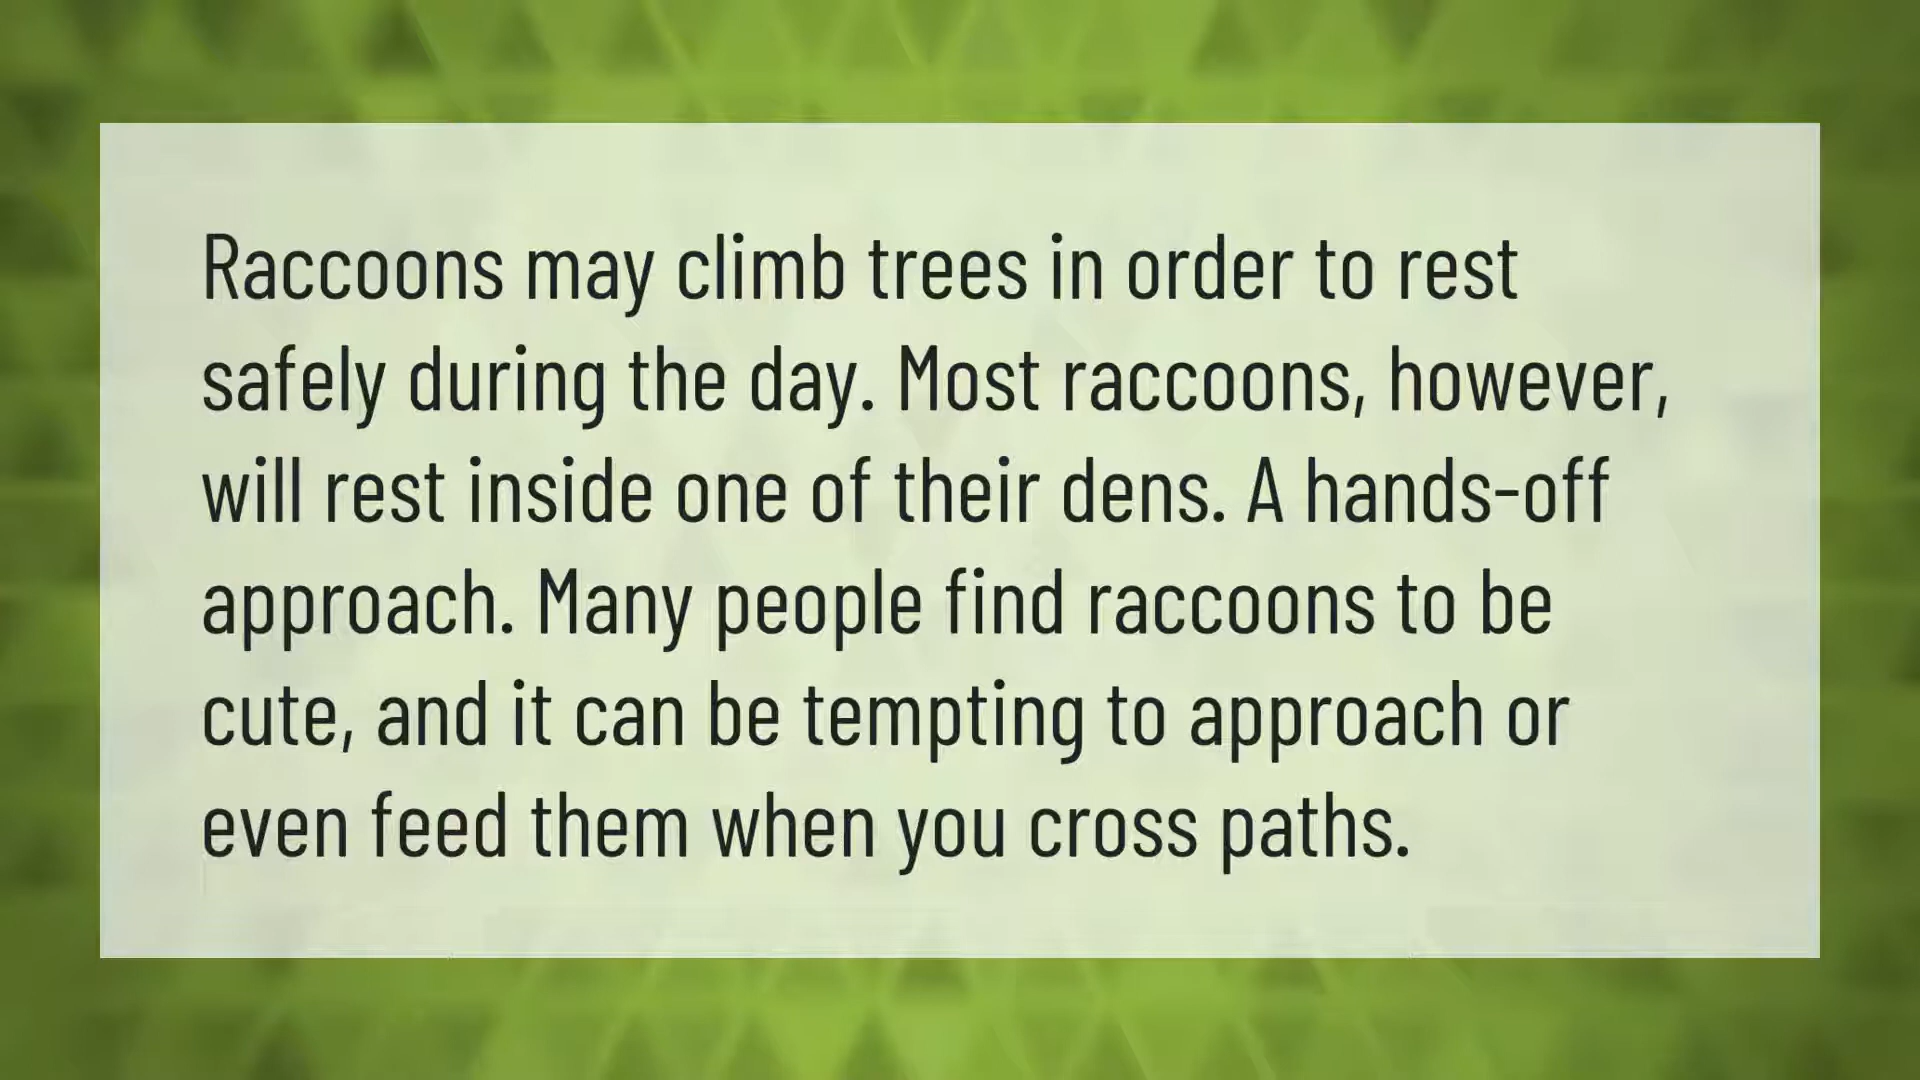 Raccoons may climb trees in order to rest
safely during the day. Most raccoons, however,
will rest inside one of their dens. A hands-off
approach. Many people find raccoons to be
cute, and it can be tempting to approach or
even feed them when you cross paths.